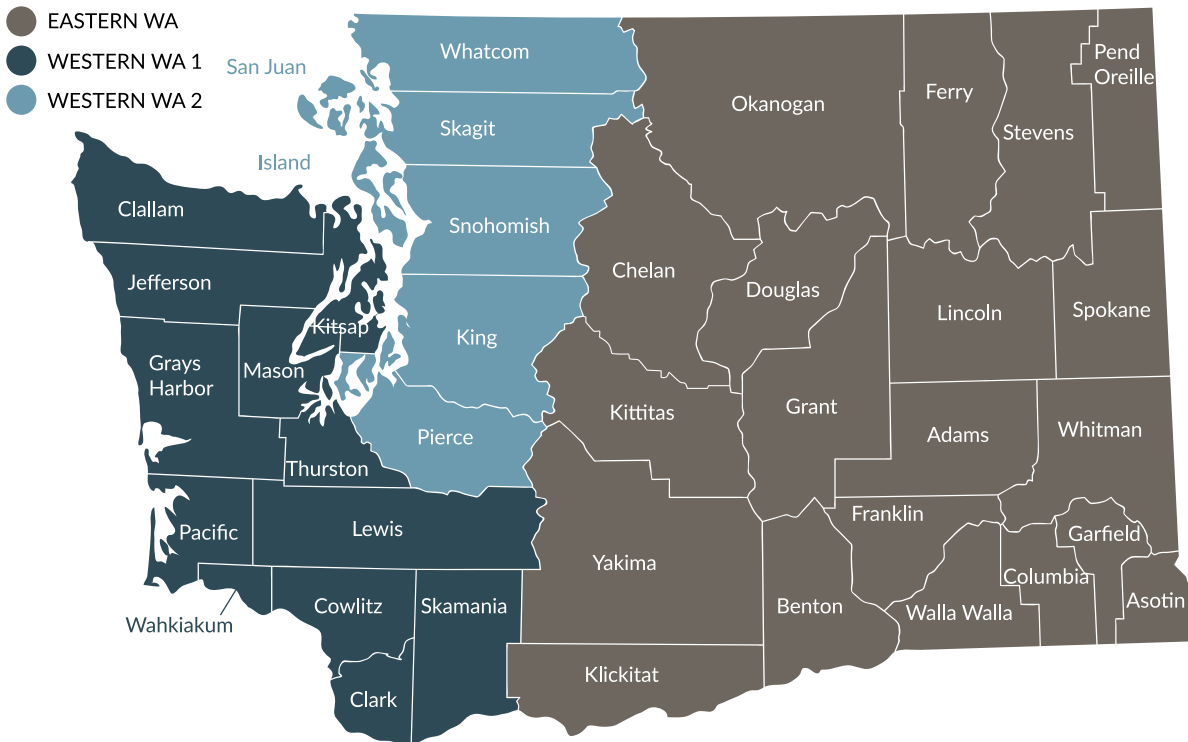 EASTERN WA
WESTERN WA 1
WESTERN WA 2
Whatcom
San Juan
Skagit
Island
Snohomish
King
Pierce
Clallam
Jefferson
Kitsap
Grays
Harbor
Mason
Thurston
Pacific
Lewis
Wahkiakum
Cowlitz
Skamania
Clark
Okanogan
Ferry
Stevens
Pend
Oreille
Chelan
Douglas
Lincoln
Spokane
Kittitas
Grant
Adams
Whitman
Franklin
Garfield
Yakima
Columbia
Benton
Walla Walla
Asotin
Klickitat